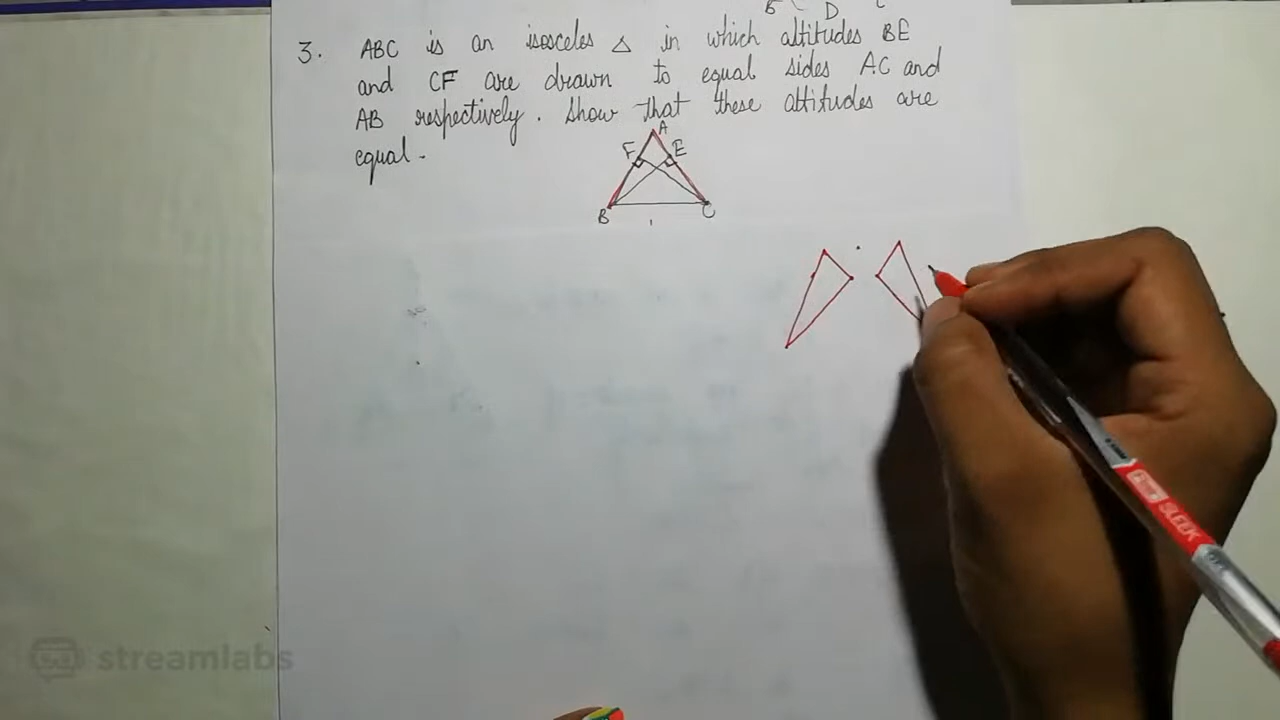 B D C
3. ABC is an isosceles △ in which altitudes BE
and CF are drawn to equal sides AC and
AB respectively. Show that these altitudes are
equal.
A
F E
B C
SLEEK
streamlabs